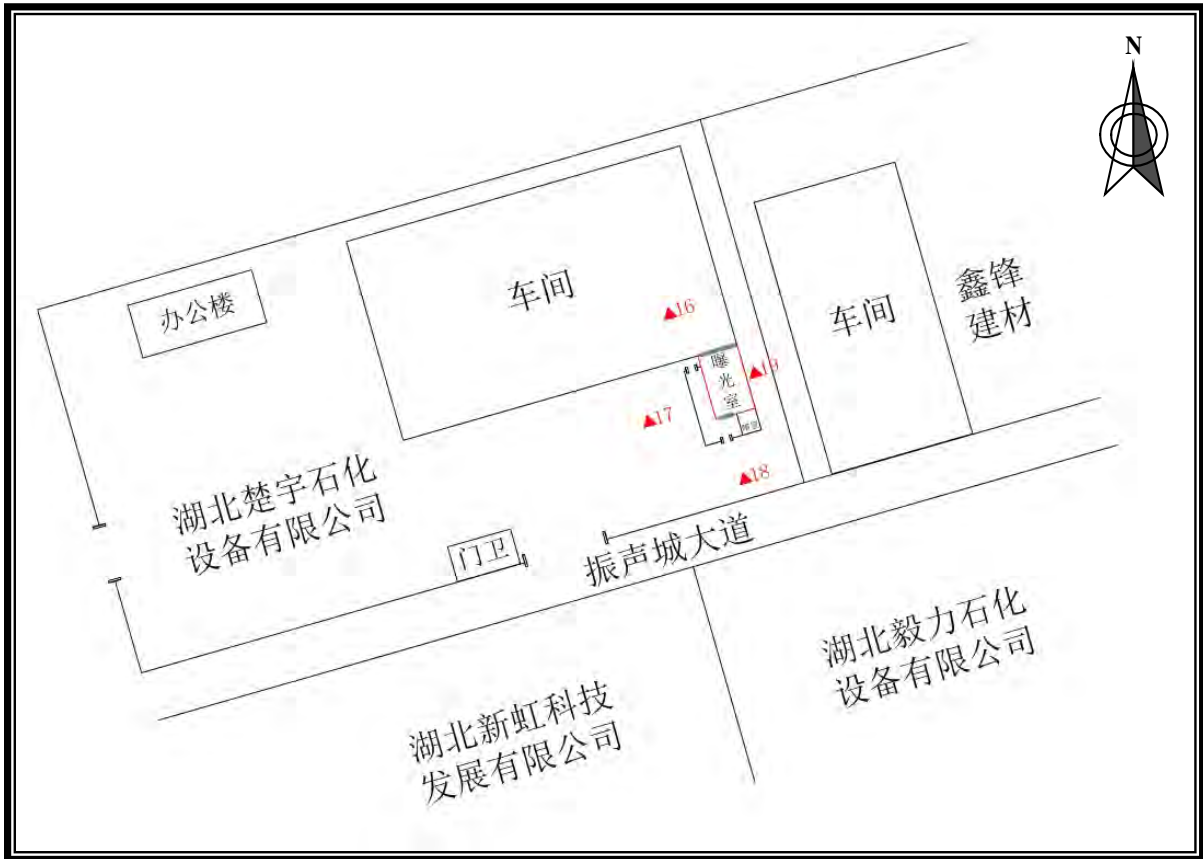 N
办公楼
车间
▲16
车间
鑫锋
建材
曝
光
室
▲19
▲17
▲18
湖北楚宇石化
设备有限公司
门卫
振声城大道
湖北毅力石化
设备有限公司
湖北新虹科技
发展有限公司